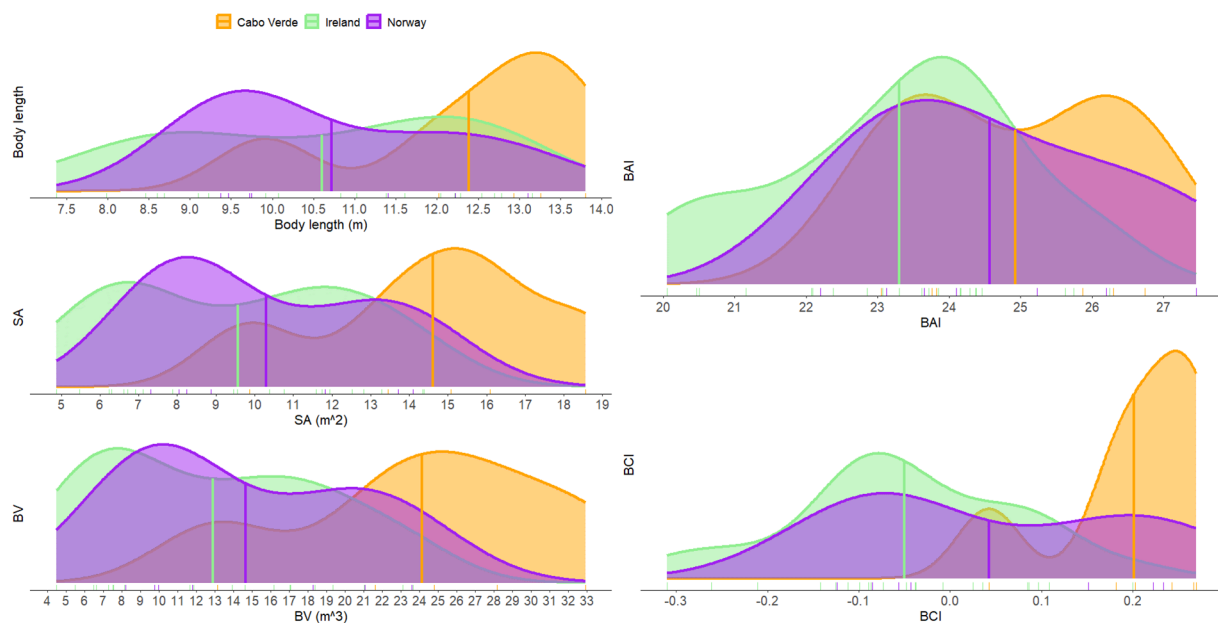 Cabo Verde Ireland Norway
Body length
7.5 8.0 8.5 9.0 9.5 10.0 10.5 11.0 11.5 12.0 12.5 13.0 13.5 14.0
Body length (m)
SA
5 6 7 8 9 10 11 12 13 14 15 16 17 18 19
SA (m^2)
BV
4 5 6 7 8 9 10 11 12 13 14 15 16 17 18 19 20 21 22 23 24 25 26 27 28 29 30 31 32 33
BV (m^3)
BAI
20 21 22 23 24 25 26 27
BAI
BCI
-0.3 -0.2 -0.1 0.0 0.1 0.2
BCI